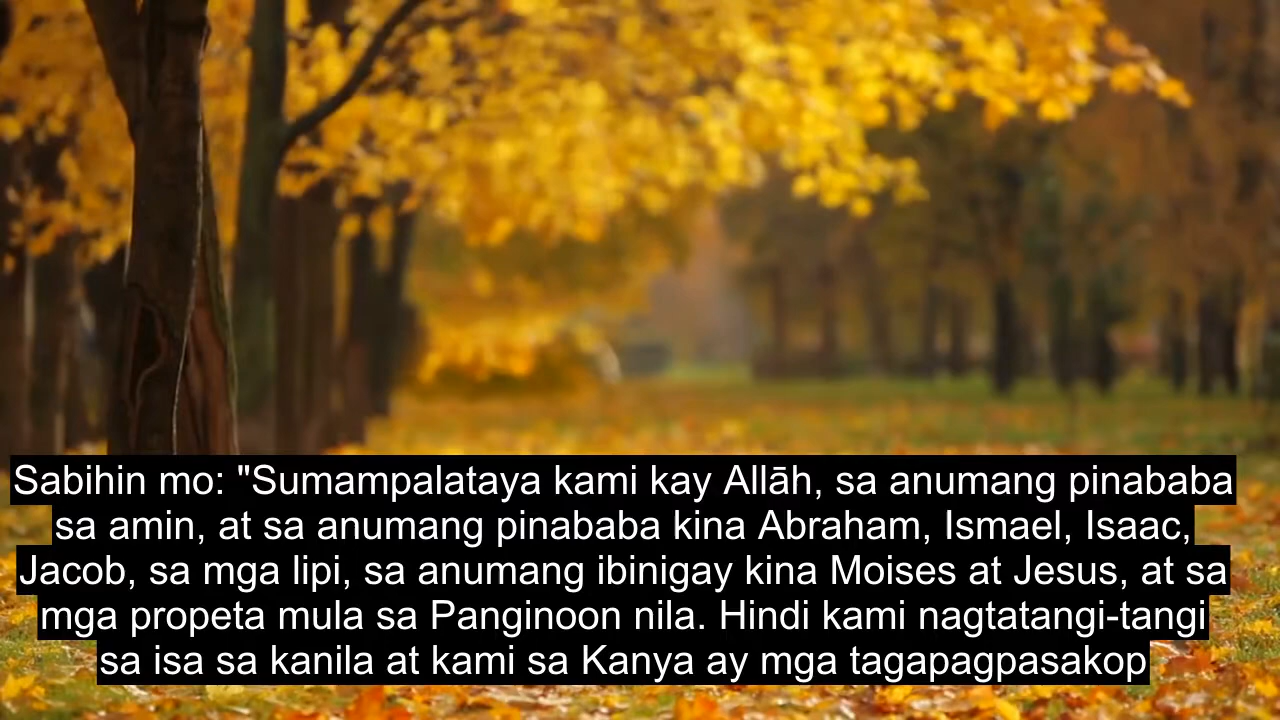 Sabihin mo: "Sumampalataya kami kay Allāh, sa anumang pinababa
sa amin, at sa anumang pinababa kina Abraham, Ismael, Isaac,
Jacob, sa mga lipi, sa anumang ibinigay kina Moises at Jesus, at sa
mga propeta mula sa Panginoon nila. Hindi kami nagtatangi-tangi
sa isa sa kanila at kami sa Kanya ay mga tagapagpasakop